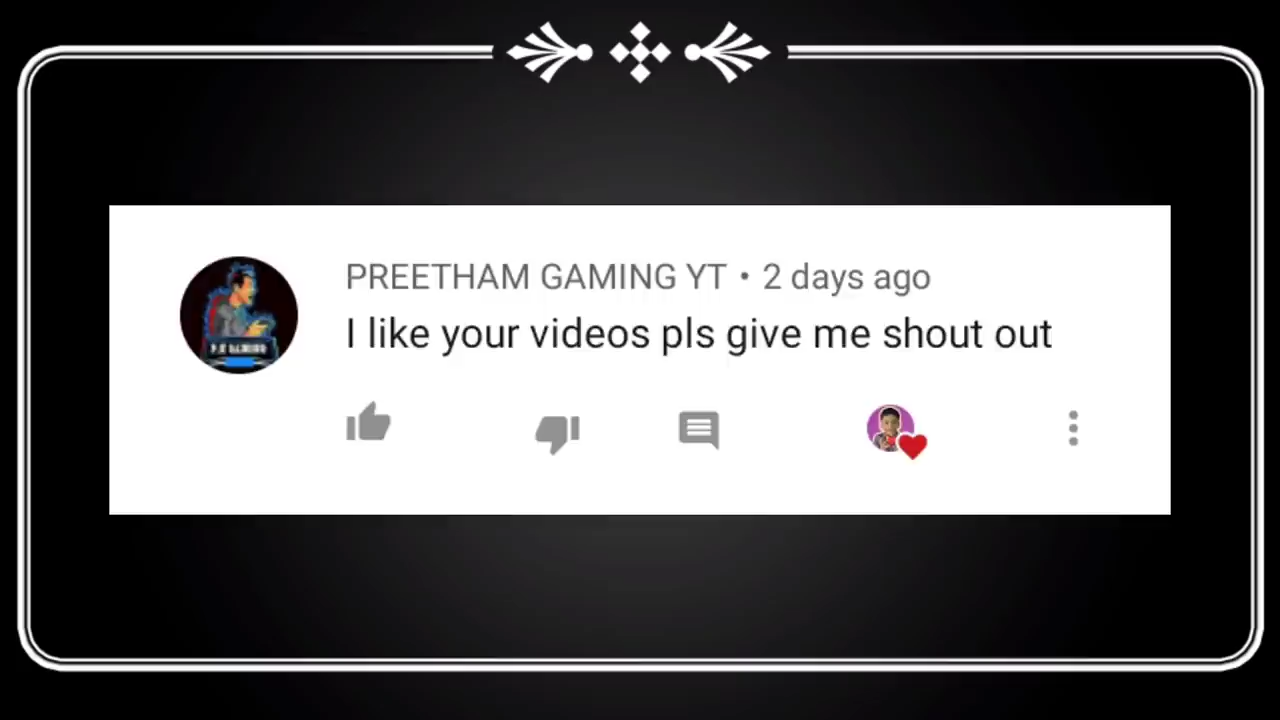 PREETHAM GAMING YT • 2 days ago
I like your videos pls give me shout out